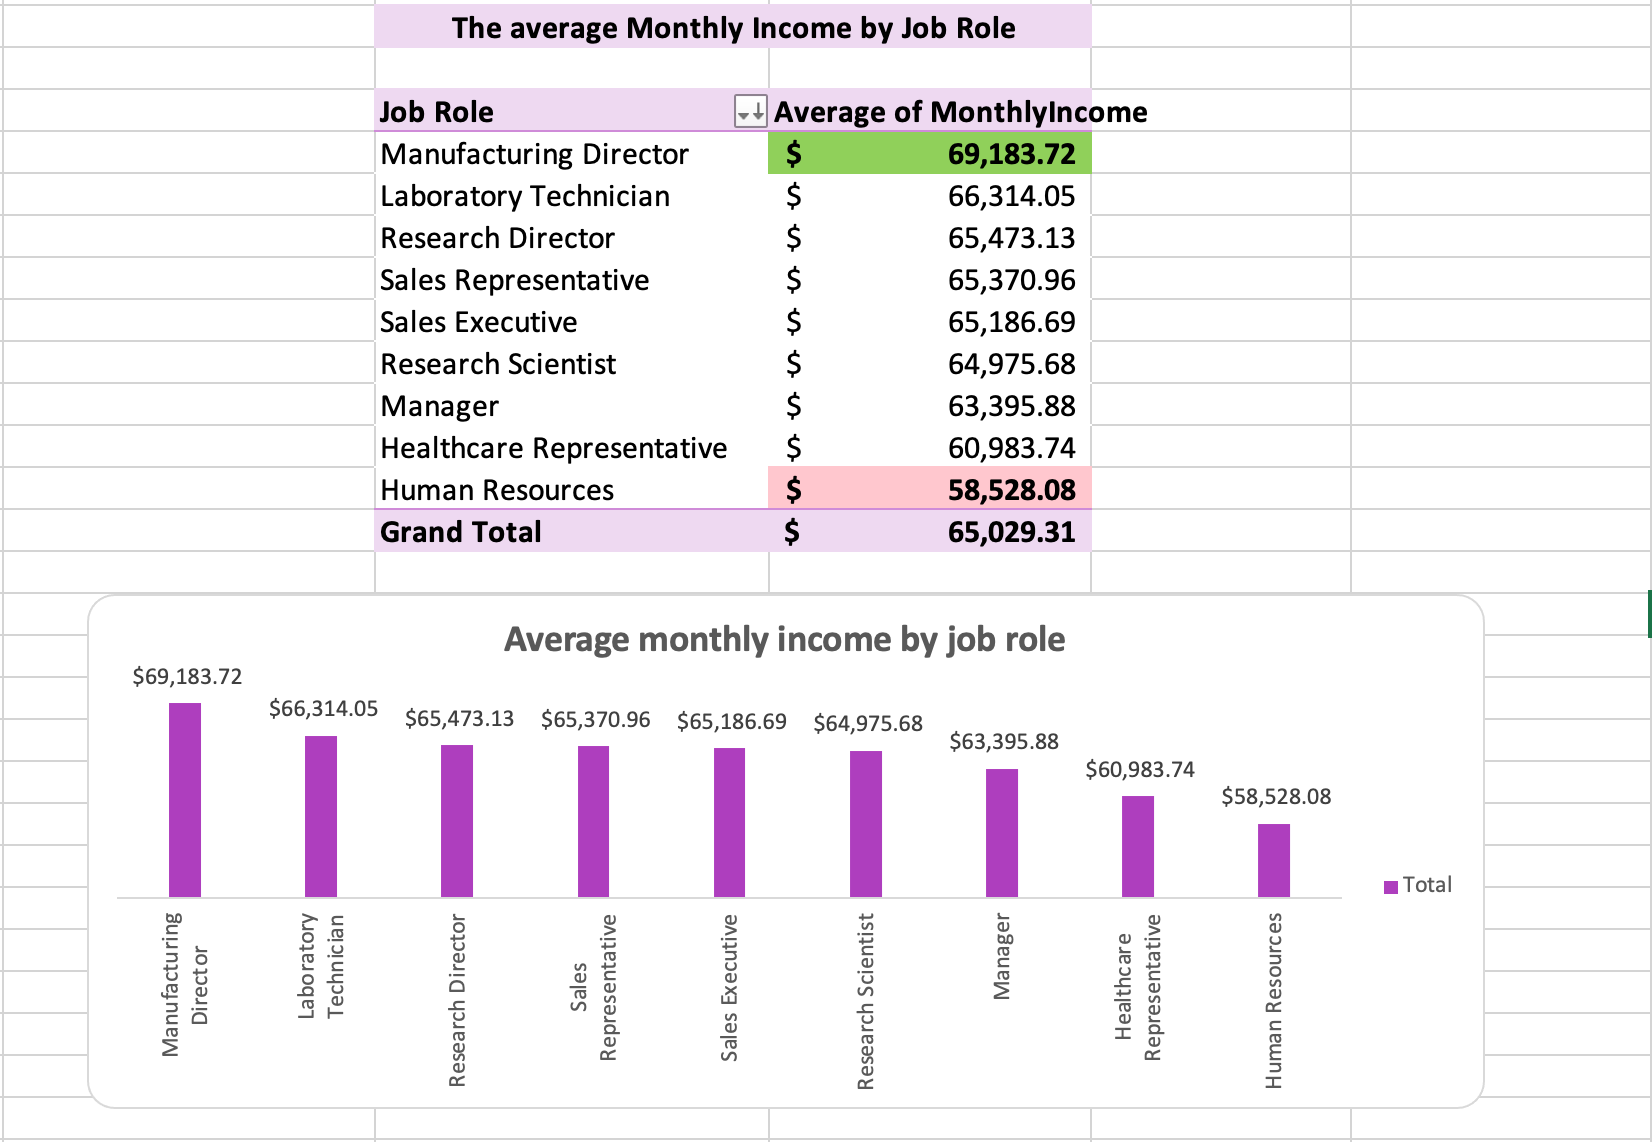 The average Monthly Income by Job Role
Job Role Average of MonthlyIncome
Manufacturing Director $ 69,183.72
Laboratory Technician $ 66,314.05
Research Director $ 65,473.13
Sales Representative $ 65,370.96
Sales Executive $ 65,186.69
Research Scientist $ 64,975.68
Manager $ 63,395.88
Healthcare Representative $ 60,983.74
Human Resources $ 58,528.08
Grand Total $ 65,029.31
Average monthly income by job role
$69,183.72
$66,314.05
$65,473.13
$65,370.96
$65,186.69
$64,975.68
$63,395.88
$60,983.74
$58,528.08
Total
Manufacturing
Director
Laboratory
Technician
Research Director
Sales
Representative
Sales Executive
Research Scientist
Manager
Healthcare
Representative
Human Resources